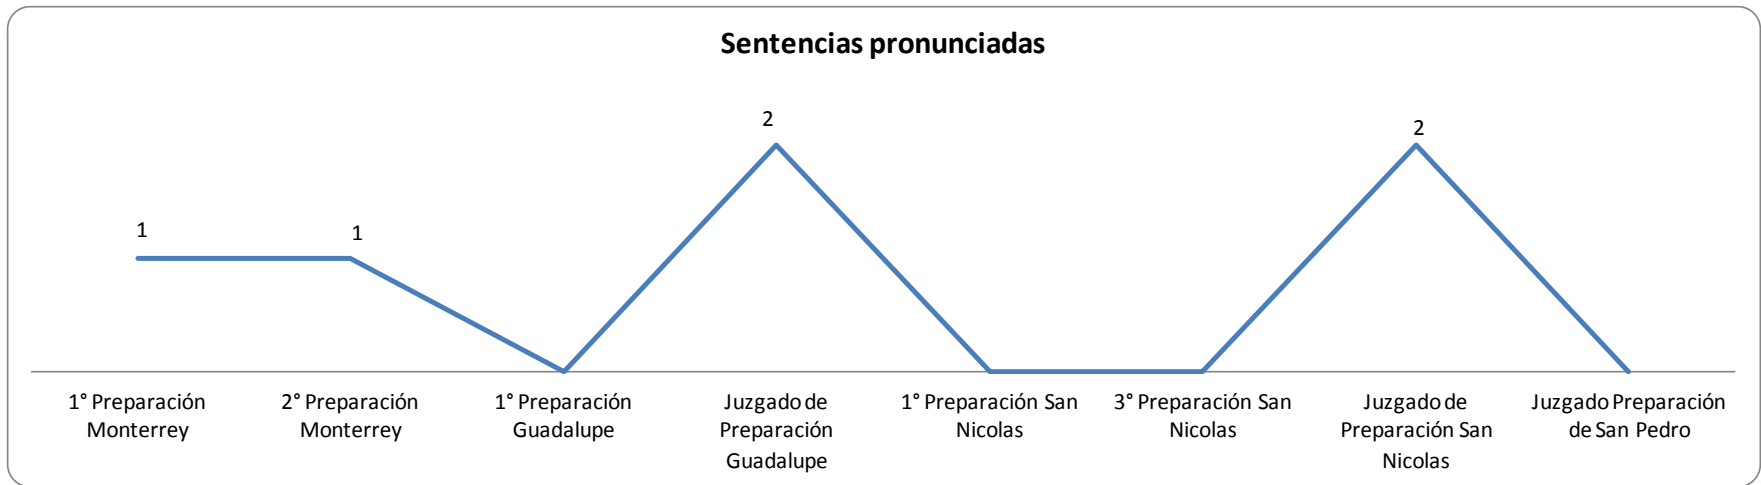 Sentencias pronunciadas
2
2
1
1
1° Preparación
Monterrey
2° Preparación
Monterrey
1° Preparación
Guadalupe
Juzgado de
Preparación
Guadalupe
1° Preparación San
Nicolas
3° Preparación San
Nicolas
Juzgado de
Preparación San
Nicolas
Juzgado Preparación
de San Pedro